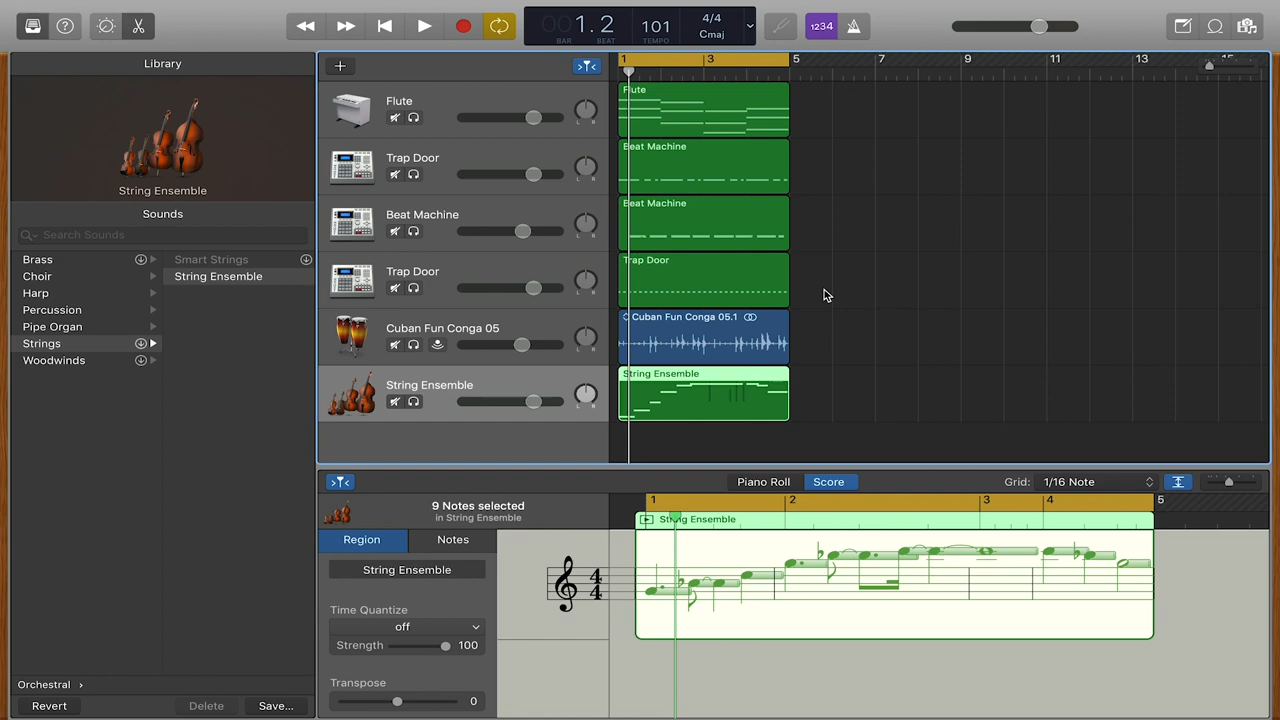 001.2
BAR
BEAT
101
TEMPO
4/4
Cmaj
1234
Library
String Ensemble
Sounds
Search Sounds
Brass
Choir
Harp
Percussion
Pipe Organ
Strings
Woodwinds
Smart Strings
String Ensemble
Orchestral
Revert
Delete
Save...
Flute
L R
Trap Door
L R
Beat Machine
L R
Trap Door
L R
Cuban Fun Conga 05
L R
String Ensemble
L R
1 3 5 7 9 11 13 15
Flute
Beat Machine
Beat Machine
Trap Door
Cuban Fun Conga 05.1
String Ensemble
Piano Roll
Score
Grid: 1/16 Note
9 Notes selected
in String Ensemble
Region
Notes
String Ensemble
Time Quantize
off
Strength 100
Transpose
0
1 2 3 4 5
String Ensemble
4
4